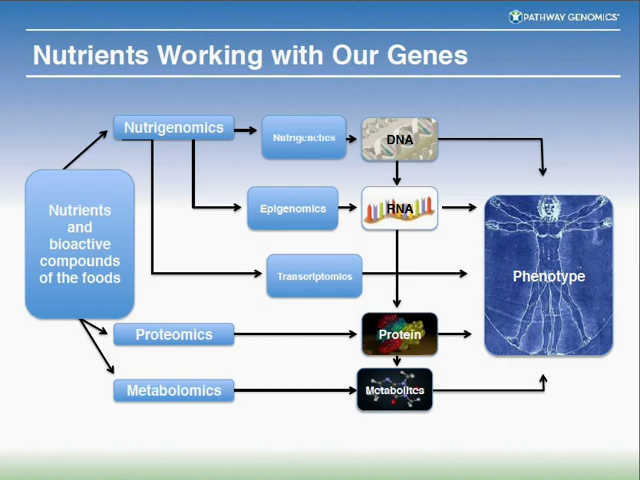 PATHWAY GENOMICS
Nutrients Working with Our Genes
Nutrigenomics
Nutrigenetics
DNA
Nutrients
and
bioactive
compounds
of the foods
Epigenomics
RNA
Transcriptomics
Phenotype
Proteomics
Protein
Metabolomics
Metabolites